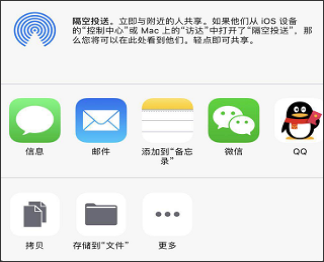 隔空投送。立即与附近的人共享。如果他们从 iOS 设备
的“控制中心”或 Mac 上的“访达”中打开了“隔空投送”，那
么您将可以在此处看到他们。轻点即可共享。
信息
邮件
添加到“备忘
录”
微信
QQ
拷贝
存储到“文件”
更多